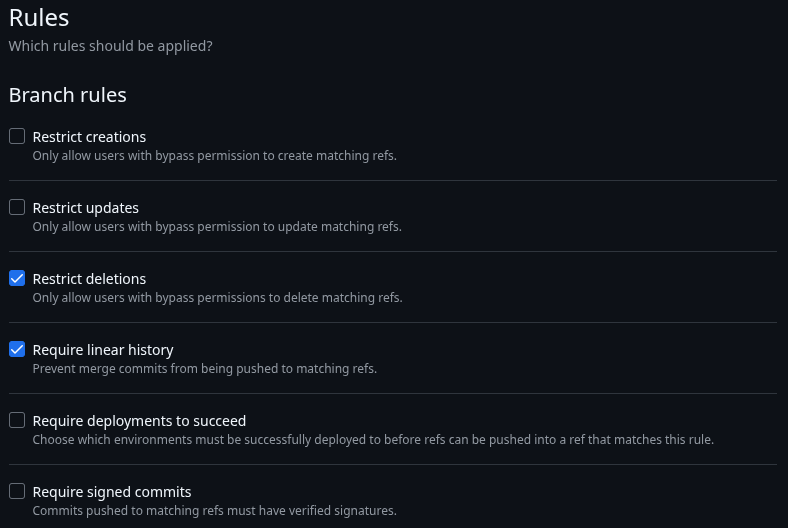 Rules
Which rules should be applied?
Branch rules
Restrict creations
Only allow users with bypass permission to create matching refs.
Restrict updates
Only allow users with bypass permission to update matching refs.
Restrict deletions
Only allow users with bypass permissions to delete matching refs.
Require linear history
Prevent merge commits from being pushed to matching refs.
Require deployments to succeed
Choose which environments must be successfully deployed to before refs can be pushed into a ref that matches this rule.
Require signed commits
Commits pushed to matching refs must have verified signatures.